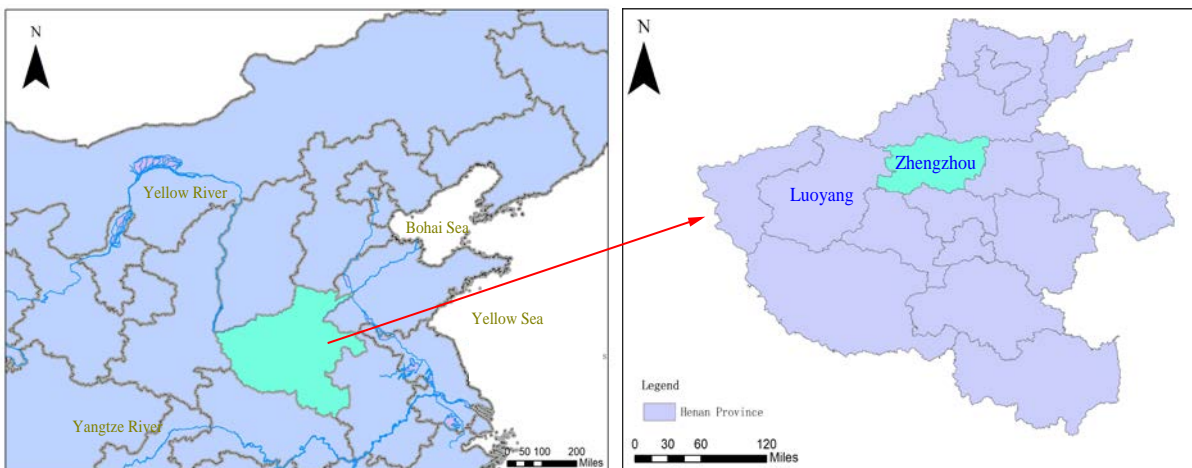 N
Yellow River
Bohai Sea
Yellow Sea
Yangtze River
0 50 100 200
Miles
N
Zhengzhou
Luoyang
Legend
Henan Province
0 30 60 120
Miles